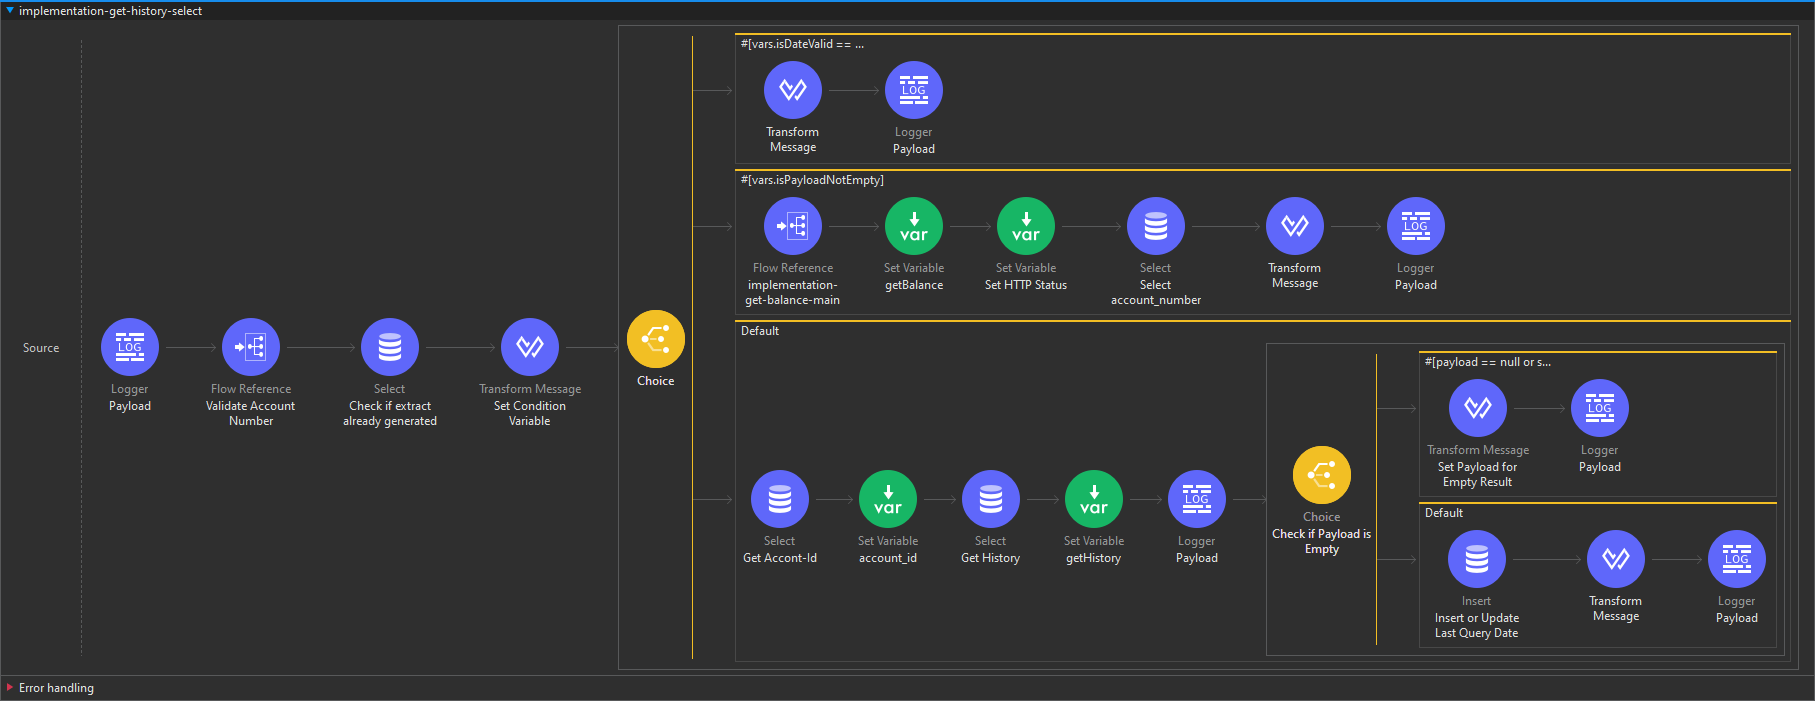 implementation-get-history-select
Source
LOG
Logger
Payload
Flow Reference
Validate Account
Number
Select
Check if extract
already generated
Transform Message
Set Condition
Variable
Choice
#[vars.isDateValid == ...
Transform
Message
LOG
Logger
Payload
#[vars.isPayloadNotEmpty]
Flow Reference
implementation-
get-balance-main
var
Set Variable
getBalance
var
Set Variable
Set HTTP Status
Select
Select
account_number
Transform
Message
LOG
Logger
Payload
Default
Select
Get Accont-Id
var
Set Variable
account_id
Select
Get History
var
Set Variable
getHistory
LOG
Logger
Payload
Choice
Check if Payload is
Empty
#[payload == null or s...
Transform Message
Set Payload for
Empty Result
LOG
Logger
Payload
Default
Insert
Insert or Update
Last Query Date
Transform
Message
LOG
Logger
Payload
Error handling